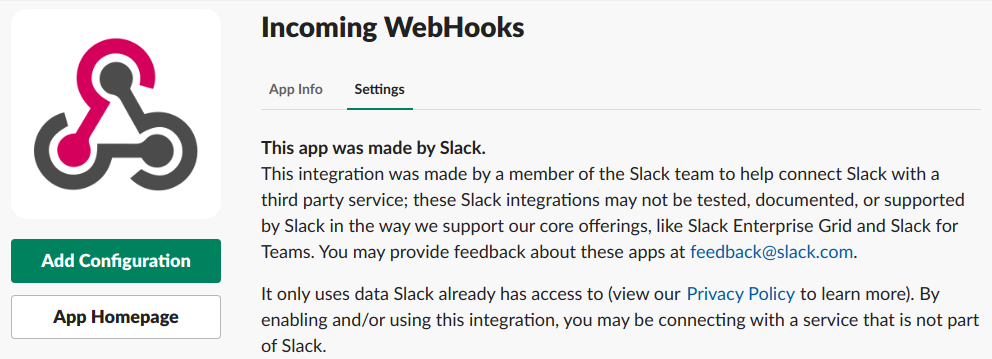 Incoming WebHooks
App Info Settings
This app was made by Slack.
This integration was made by a member of the Slack team to help connect Slack with a
third party service; these Slack integrations may not be tested, documented, or supported
by Slack in the way we support our core offerings, like Slack Enterprise Grid and Slack for
Teams. You may provide feedback about these apps at feedback@slack.com.
It only uses data Slack already has access to (view our Privacy Policy to learn more). By
enabling and/or using this integration, you may be connecting with a service that is not part
of Slack.
Add Configuration
App Homepage